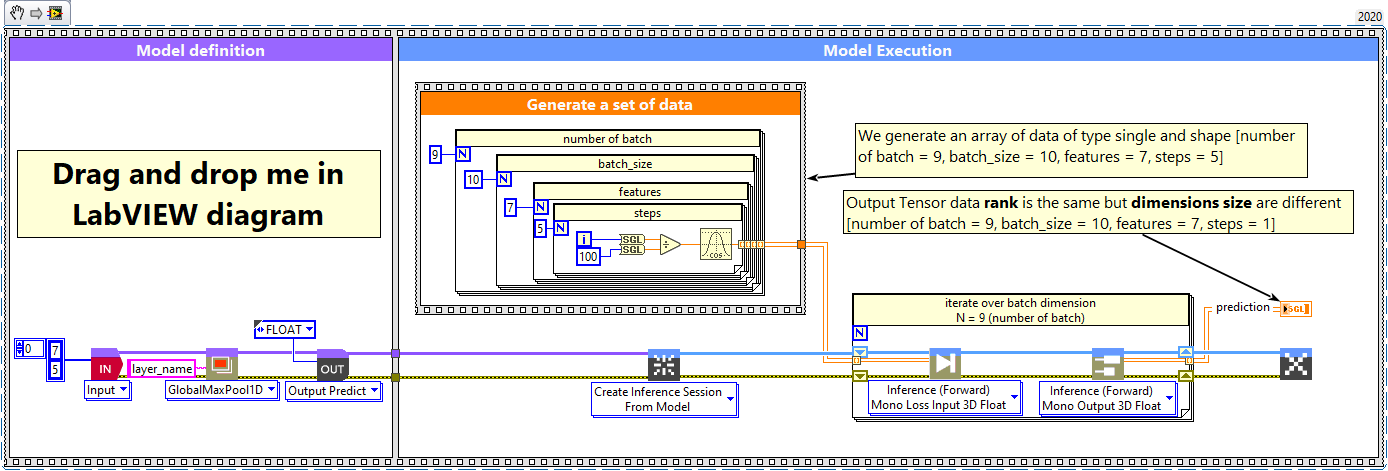 2020
Model definition
Model Execution
Generate a set of data
number of batch
9
N
batch_size
10
N
features
7
N
steps
5
N
i
100
SGL
SGL
÷
COS
We generate an array of data of type single and shape [number
of batch = 9, batch_size = 10, features = 7, steps = 5]
Output Tensor data rank is the same but dimensions size are different
[number of batch = 9, batch_size = 10, features = 7, steps = 1]
Drag and drop me in
LabVIEW diagram
iterate over batch dimension
N = 9 (number of batch)
N
prediction
SGL
FLOAT
0
7
5
IN
layer_name
OUT
Input
GlobalMaxPool1D
Output Predict
Create Inference Session
From Model
Inference (Forward)
Mono Loss Input 3D Float
Inference (Forward)
Mono Output 3D Float